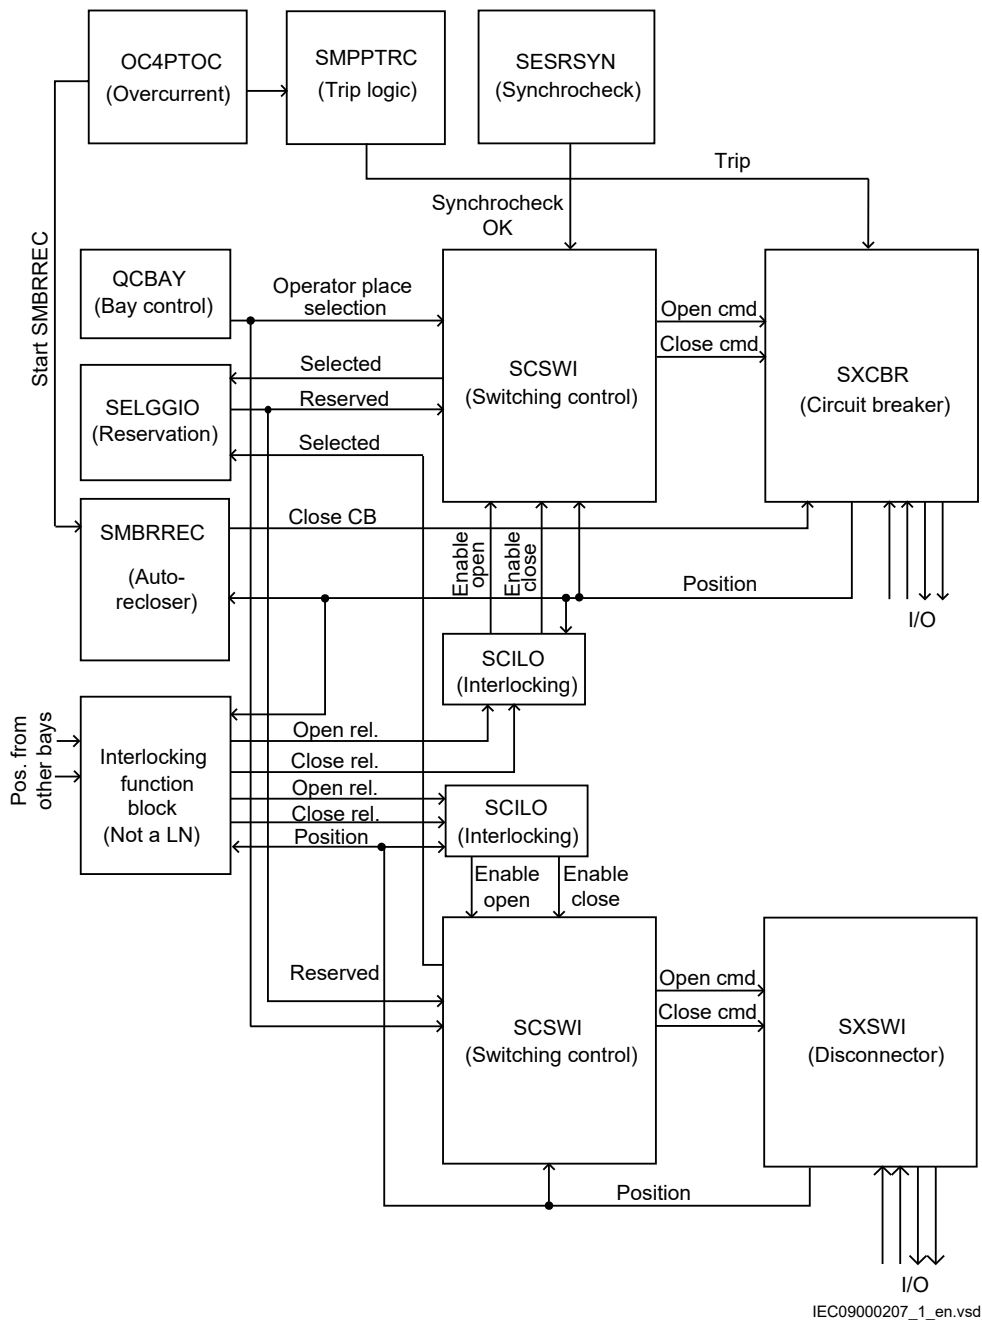 OC4PTOC
(Overcurrent)
SMPPTRC
(Trip logic)
SESRSYN
(Synchrocheck)
Trip
Synchrocheck
OK
Start SMBRREC
QCBAY
(Bay control)
Operator place
selection
Open cmd
Close cmd
SCSWI
(Switching control)
SXCBR
(Circuit breaker)
Selected
SELGGIO
(Reservation)
Reserved
Selected
SMBRREC
(Auto-
recloser)
Close CB
Enable
open
Enable
close
Position
I/O
SCILO
(Interlocking)
Pos. from
other bays
Interlocking
function
block
(Not a LN)
Open rel.
Close rel.
Open rel.
Close rel.
Position
SCILO
(Interlocking)
Enable
open
Enable
close
Reserved
SCSWI
(Switching control)
Open cmd
Close cmd
SXSWI
(Disconnector)
Position
I/O
IEC09000207_1_en.vsd